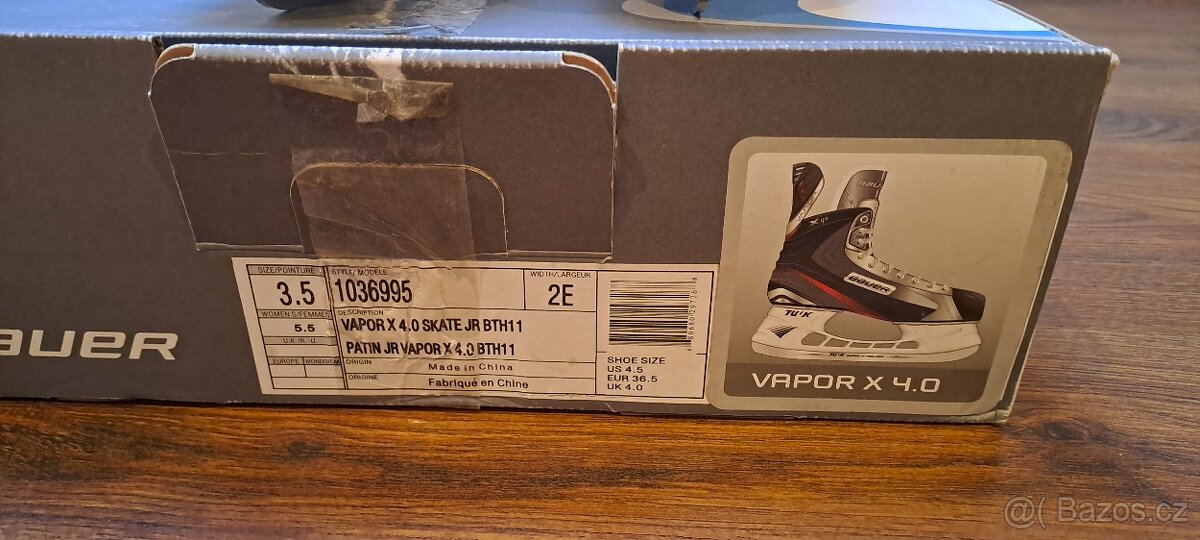 SIZE/POINTURE
3.5
WOMEN'S/FEMMES
5.5
U.K./R.-U.
EUROPE
STYLE/MODÈLE
1036995
WIDTH/LARGEUR
2E
DESCRIPTION
VAPOR X 4.0 SKATE JR BTH11
PATIN JR VAPOR X 4.0 BTH11
ORIGIN
Made in China
ORIGINE
Fabriqué en Chine
SHOE SIZE
US 4.5
EUR 36.5
UK 4.0
BAUER
TUUK
VAPOR X 4.0
@( Bazos.cz